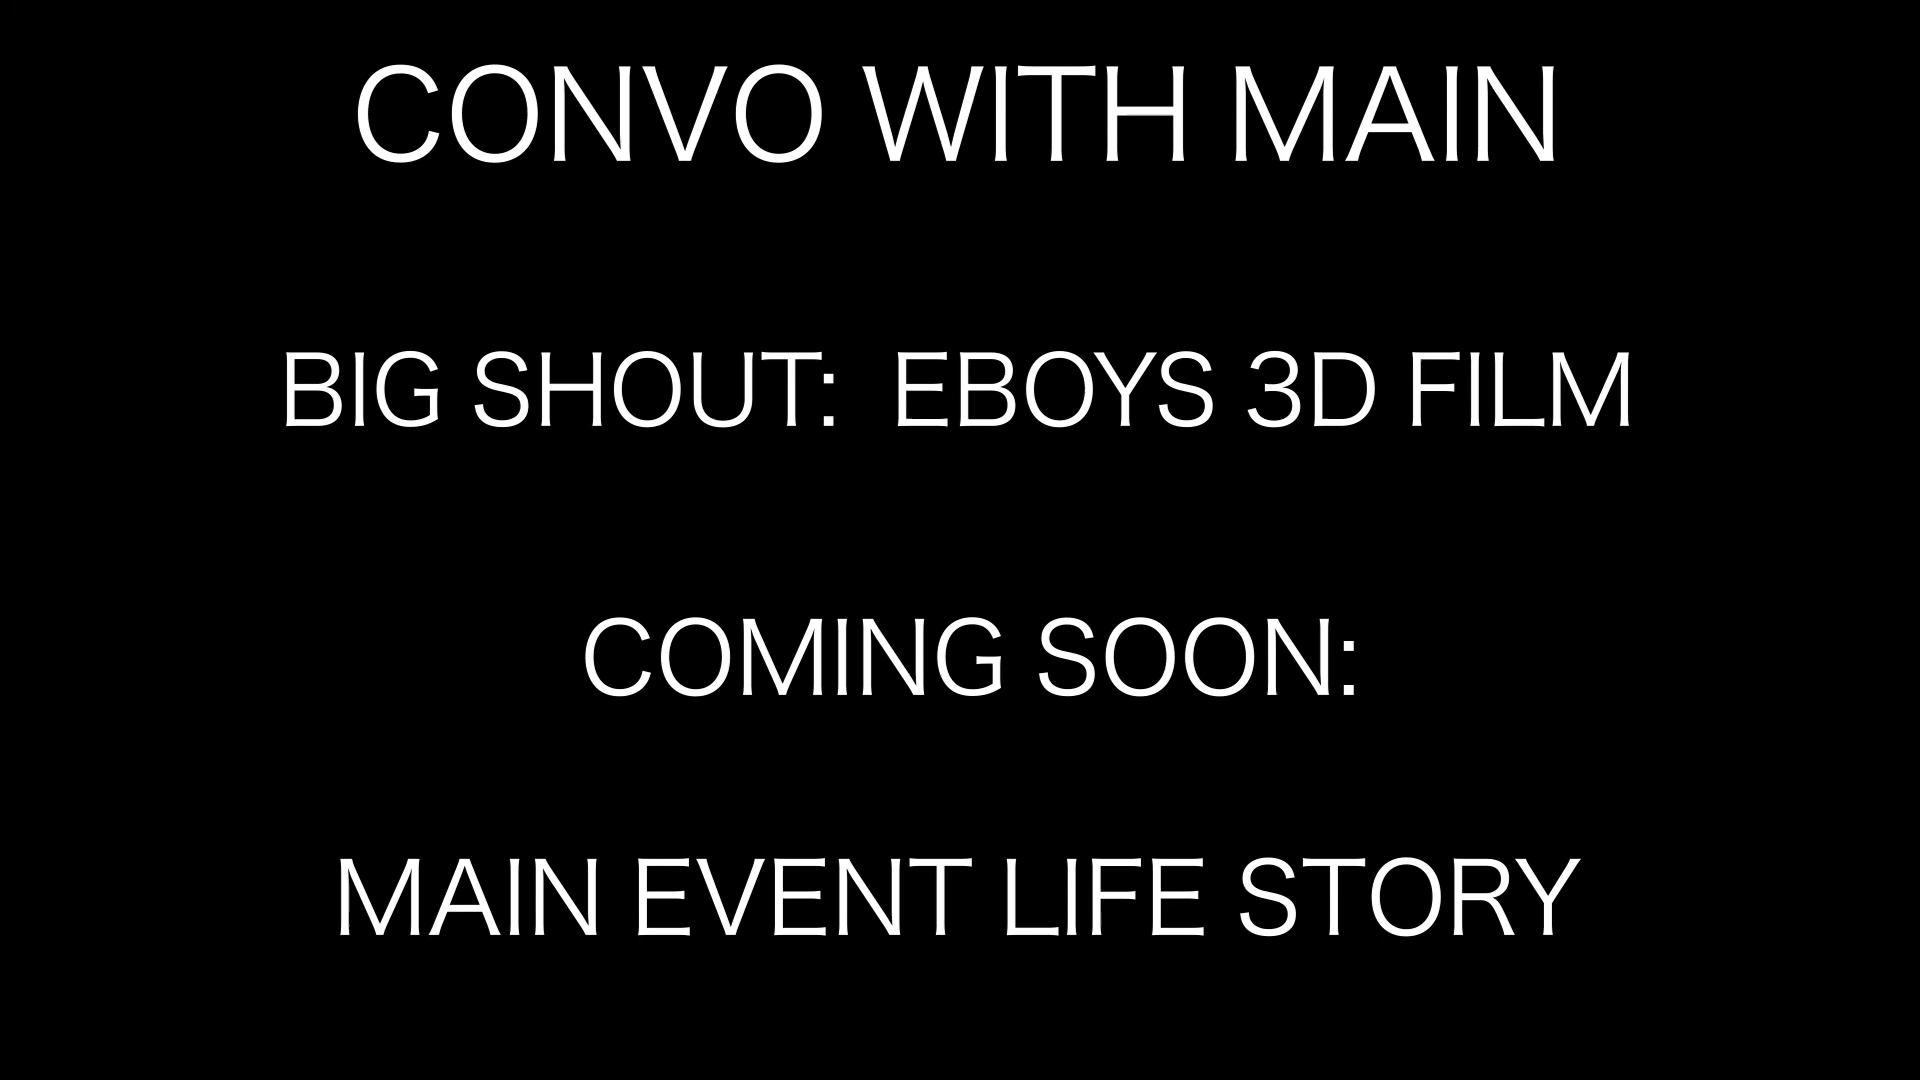 CONVO WITH MAIN
BIG SHOUT:  EBOYS 3D FILM
COMING SOON:
MAIN EVENT LIFE STORY